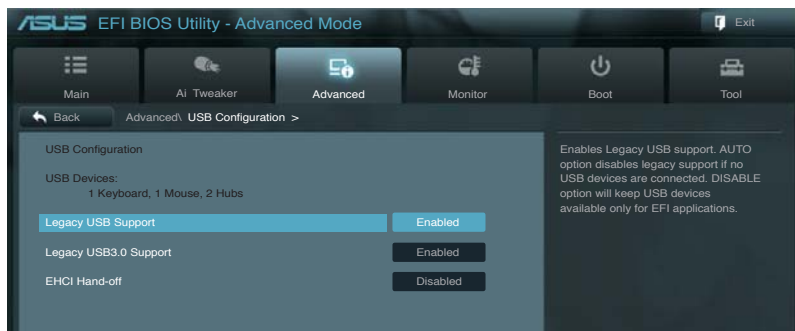 ASUS EFI BIOS Utility - Advanced Mode
Exit
Main
Ai Tweaker
Advanced
Monitor
Boot
Tool
Back
Advanced\ USB Configuration >
USB Configuration
USB Devices:
1 Keyboard, 1 Mouse, 2 Hubs
Legacy USB Support Enabled
Legacy USB3.0 Support Enabled
EHCI Hand-off Disabled
Enables Legacy USB support. AUTO
option disables legacy support if no
USB devices are connected. DISABLE
option will keep USB devices
available only for EFI applications.